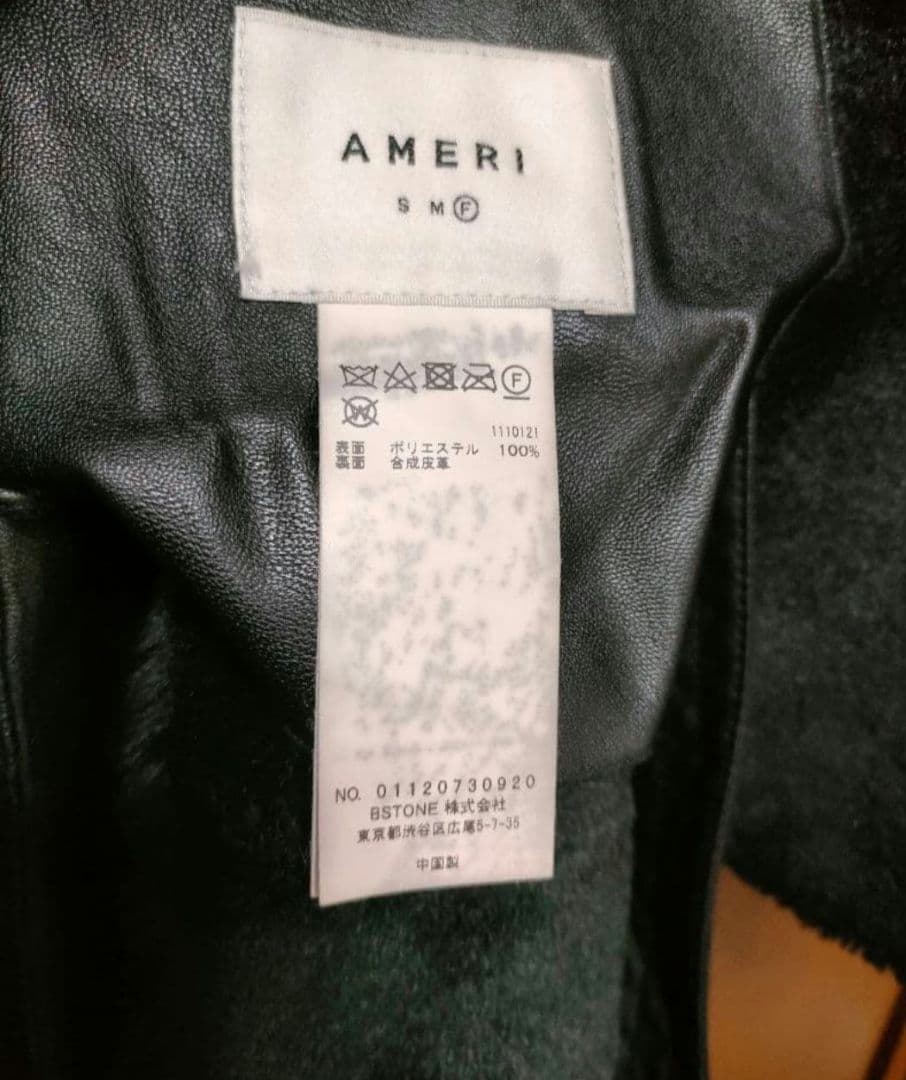 AMERI
S M Ⓕ
Ⓕ
W
1110121
表面 ポリエステル 100%
裏面 合成皮革
NO. 01120730920
BSTONE 株式会社
東京都渋谷区広尾5-7-35
中国製